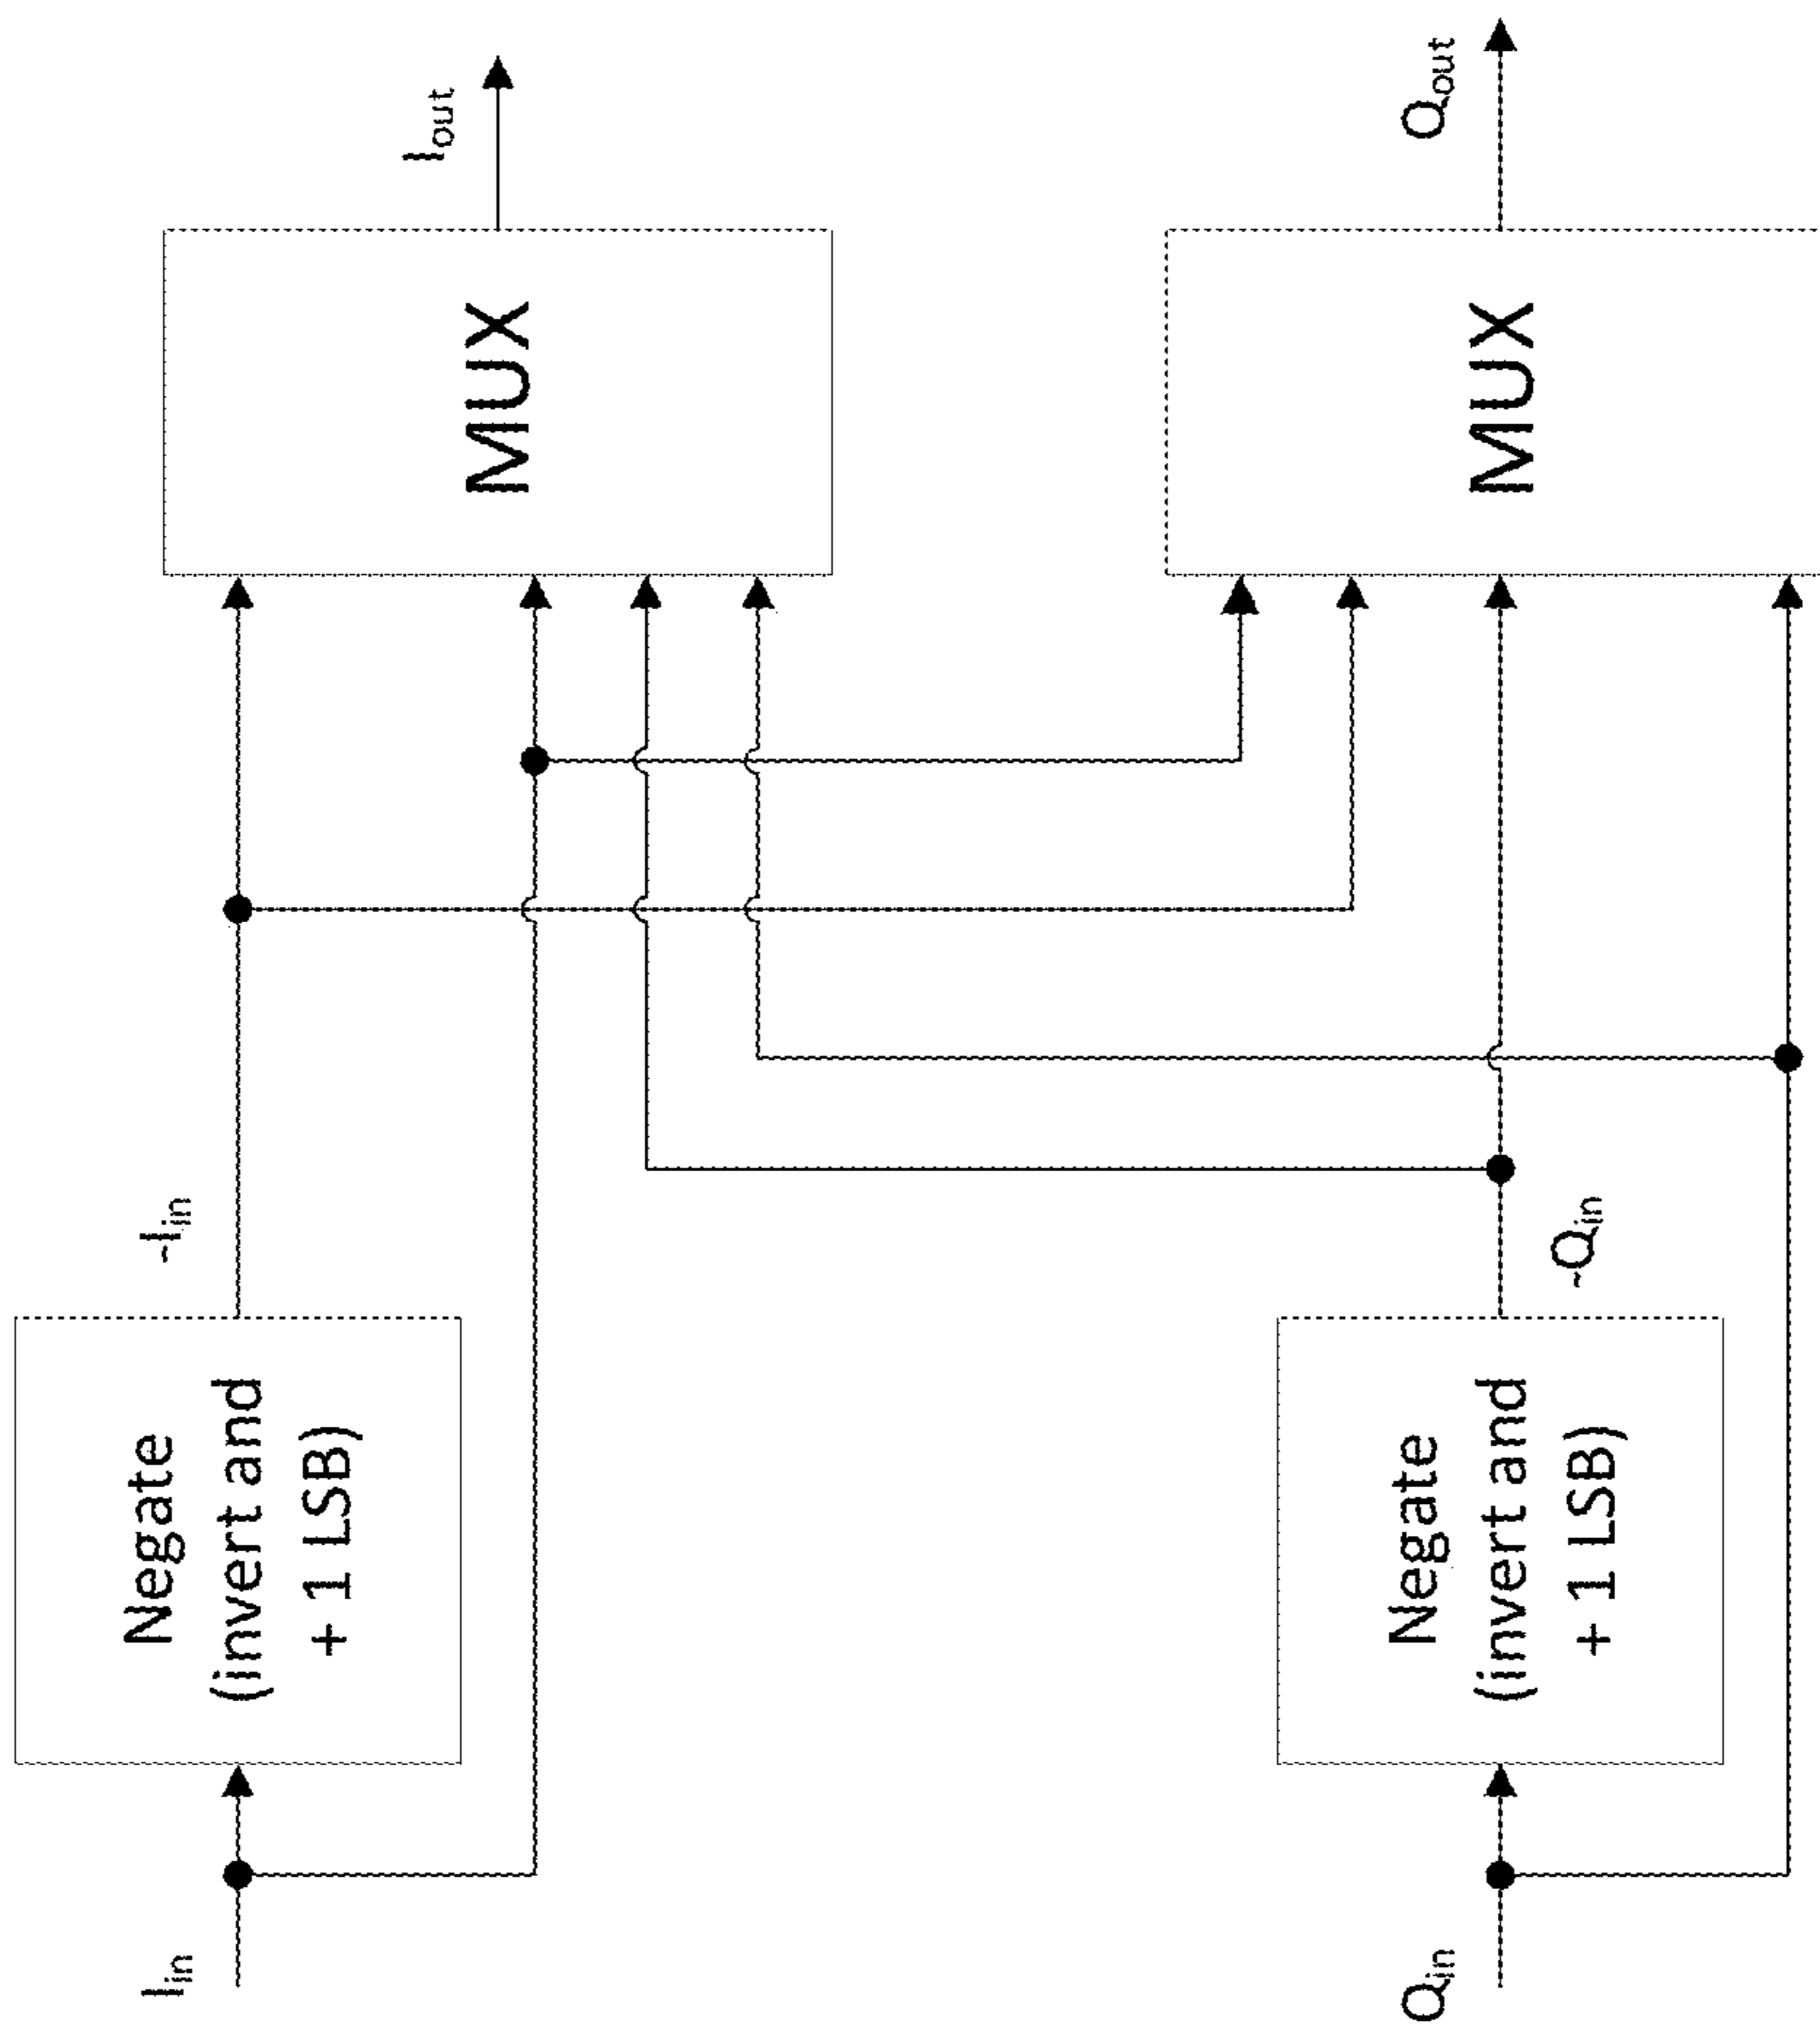 I_in
Negate
(invert and
+ 1 LSB)
-I_in
MUX
I_out
Q_in
Negate
(invert and
+ 1 LSB)
-Q_in
MUX
Q_out